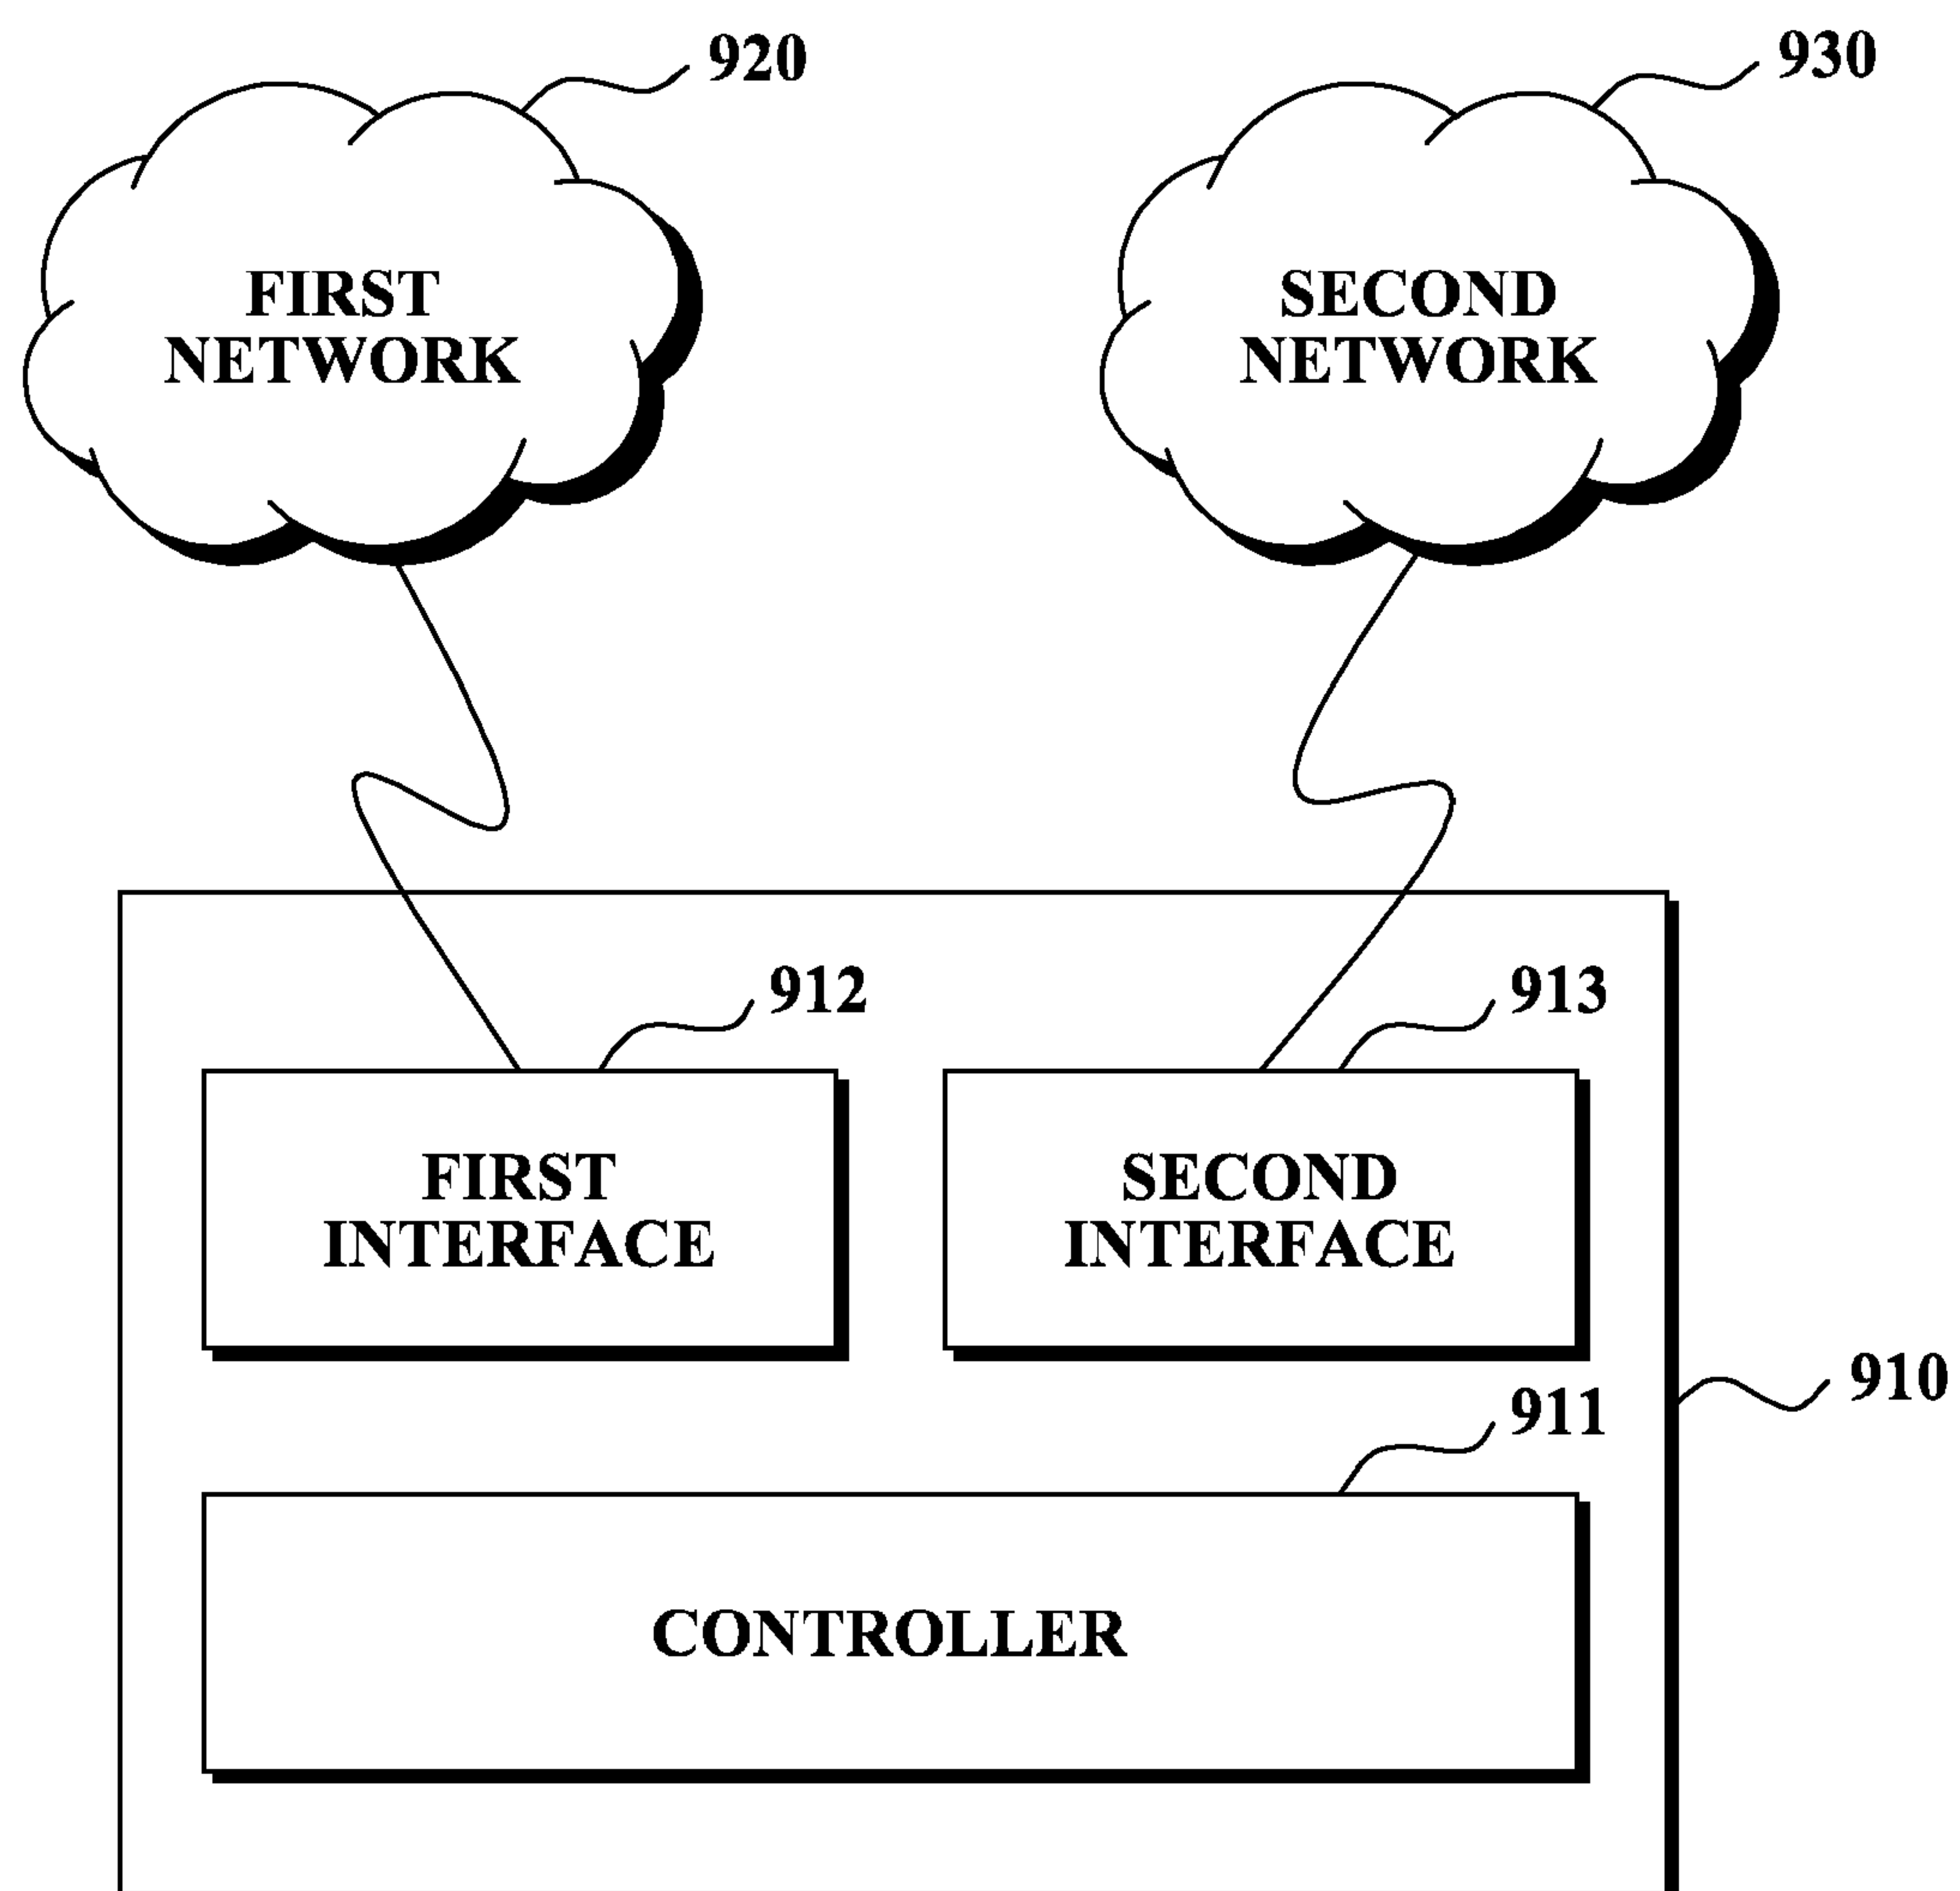 920
930
FIRST
NETWORK
SECOND
NETWORK
912
913
FIRST
INTERFACE
SECOND
INTERFACE
910
911
CONTROLLER